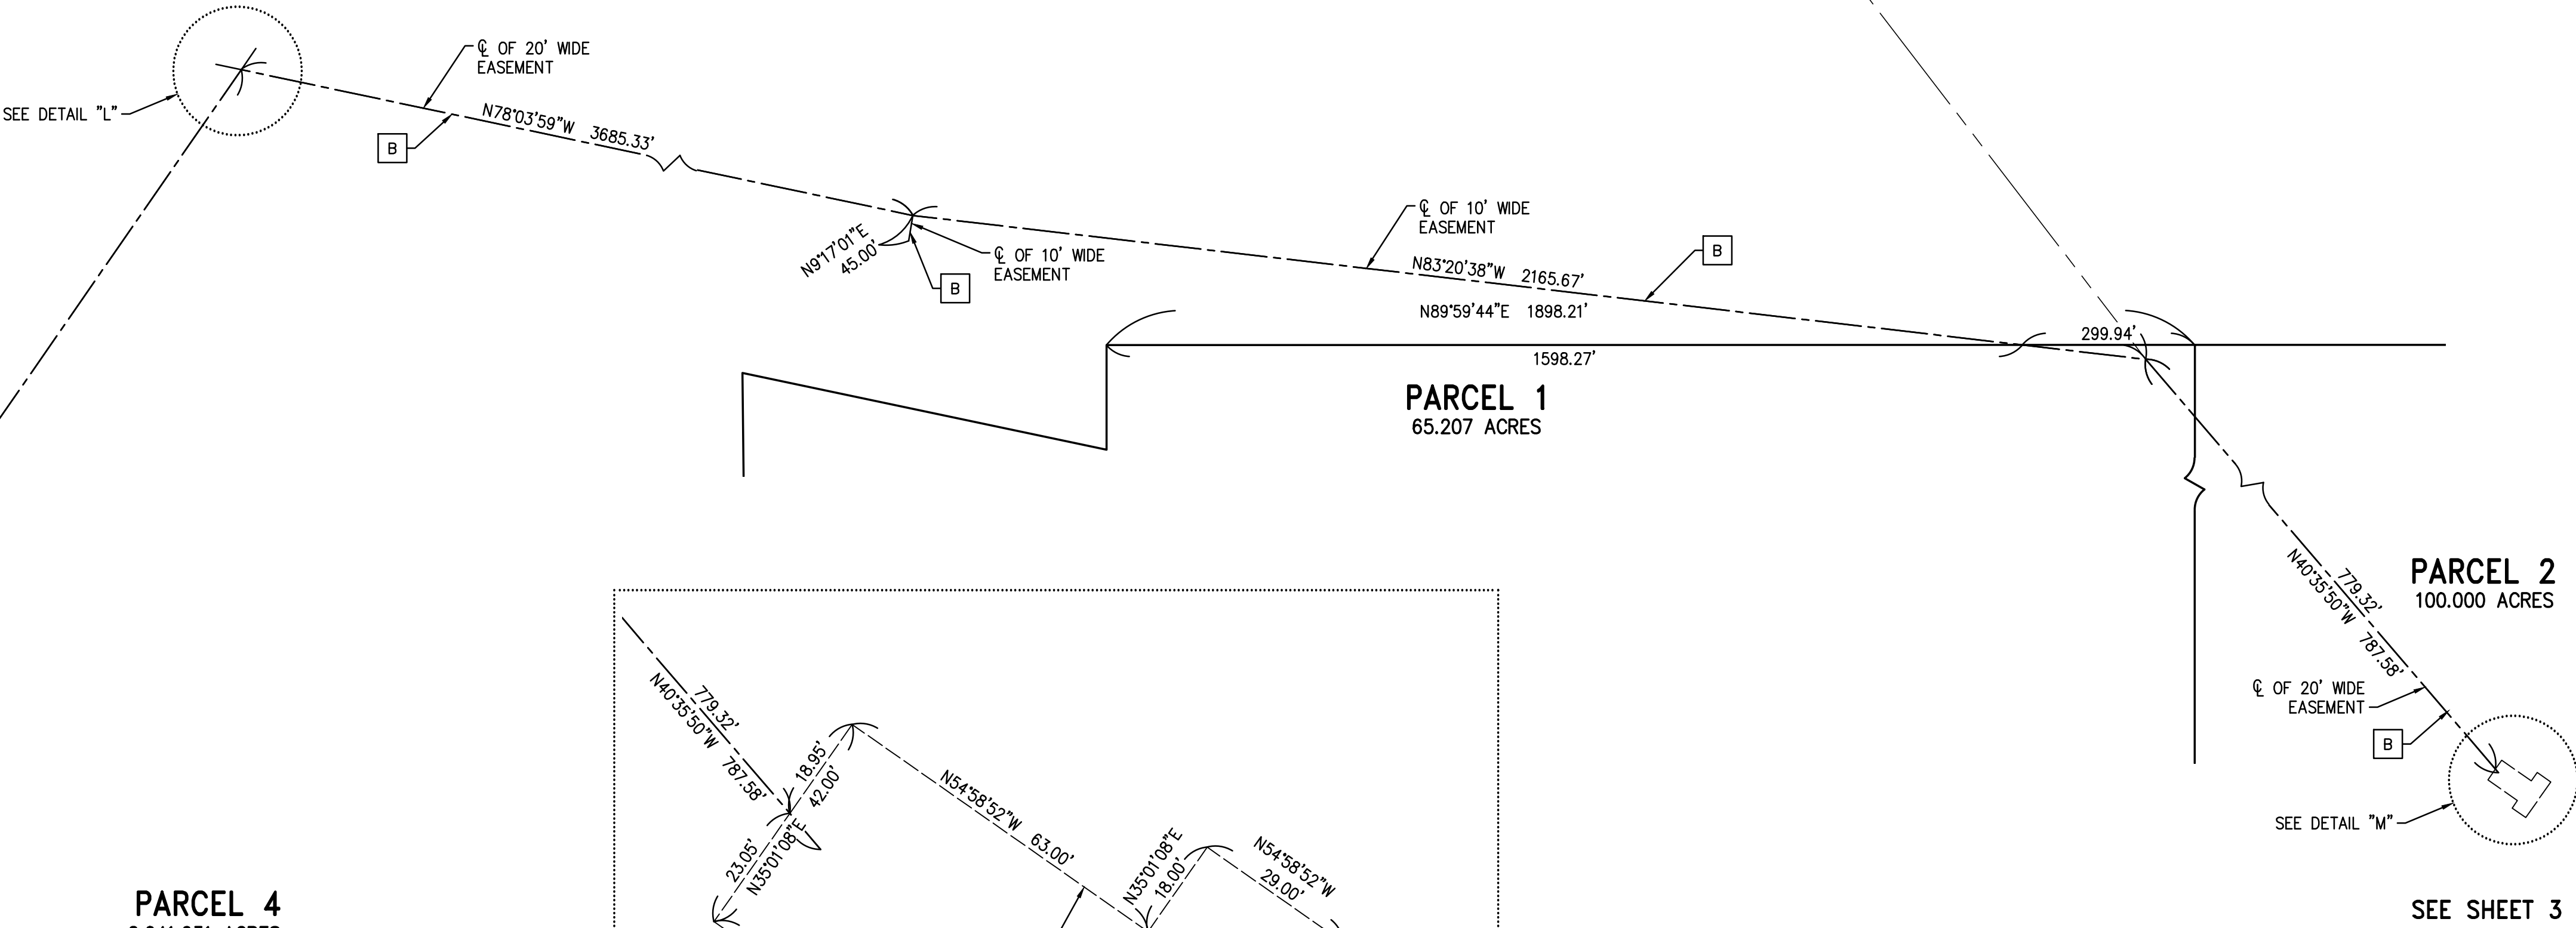 ℄ OF 20' WIDE
EASEMENT
SEE DETAIL "L"
B
N78°03'59"W 3685.33'
N9°17'01"E
45.00'
℄ OF 10' WIDE
EASEMENT
B
℄ OF 10' WIDE
EASEMENT
B
N83°20'38"W 2165.67'
N89°59'44"E 1898.21'
299.94'
1598.27'
PARCEL 1
65.207 ACRES
779.32'
N40°35'50"W 787.58'
PARCEL 2
100.000 ACRES
℄ OF 20' WIDE
EASEMENT
B
SEE DETAIL "M"
SEE SHEET 3
779.32'
N40°35'50"W 787.58'
18.95'
42.00'
23.05'
N35°01'08"E
N54°58'52"W 63.00'
N35°01'08"E
18.00'
N54°58'52"W
29.00'
PARCEL 4